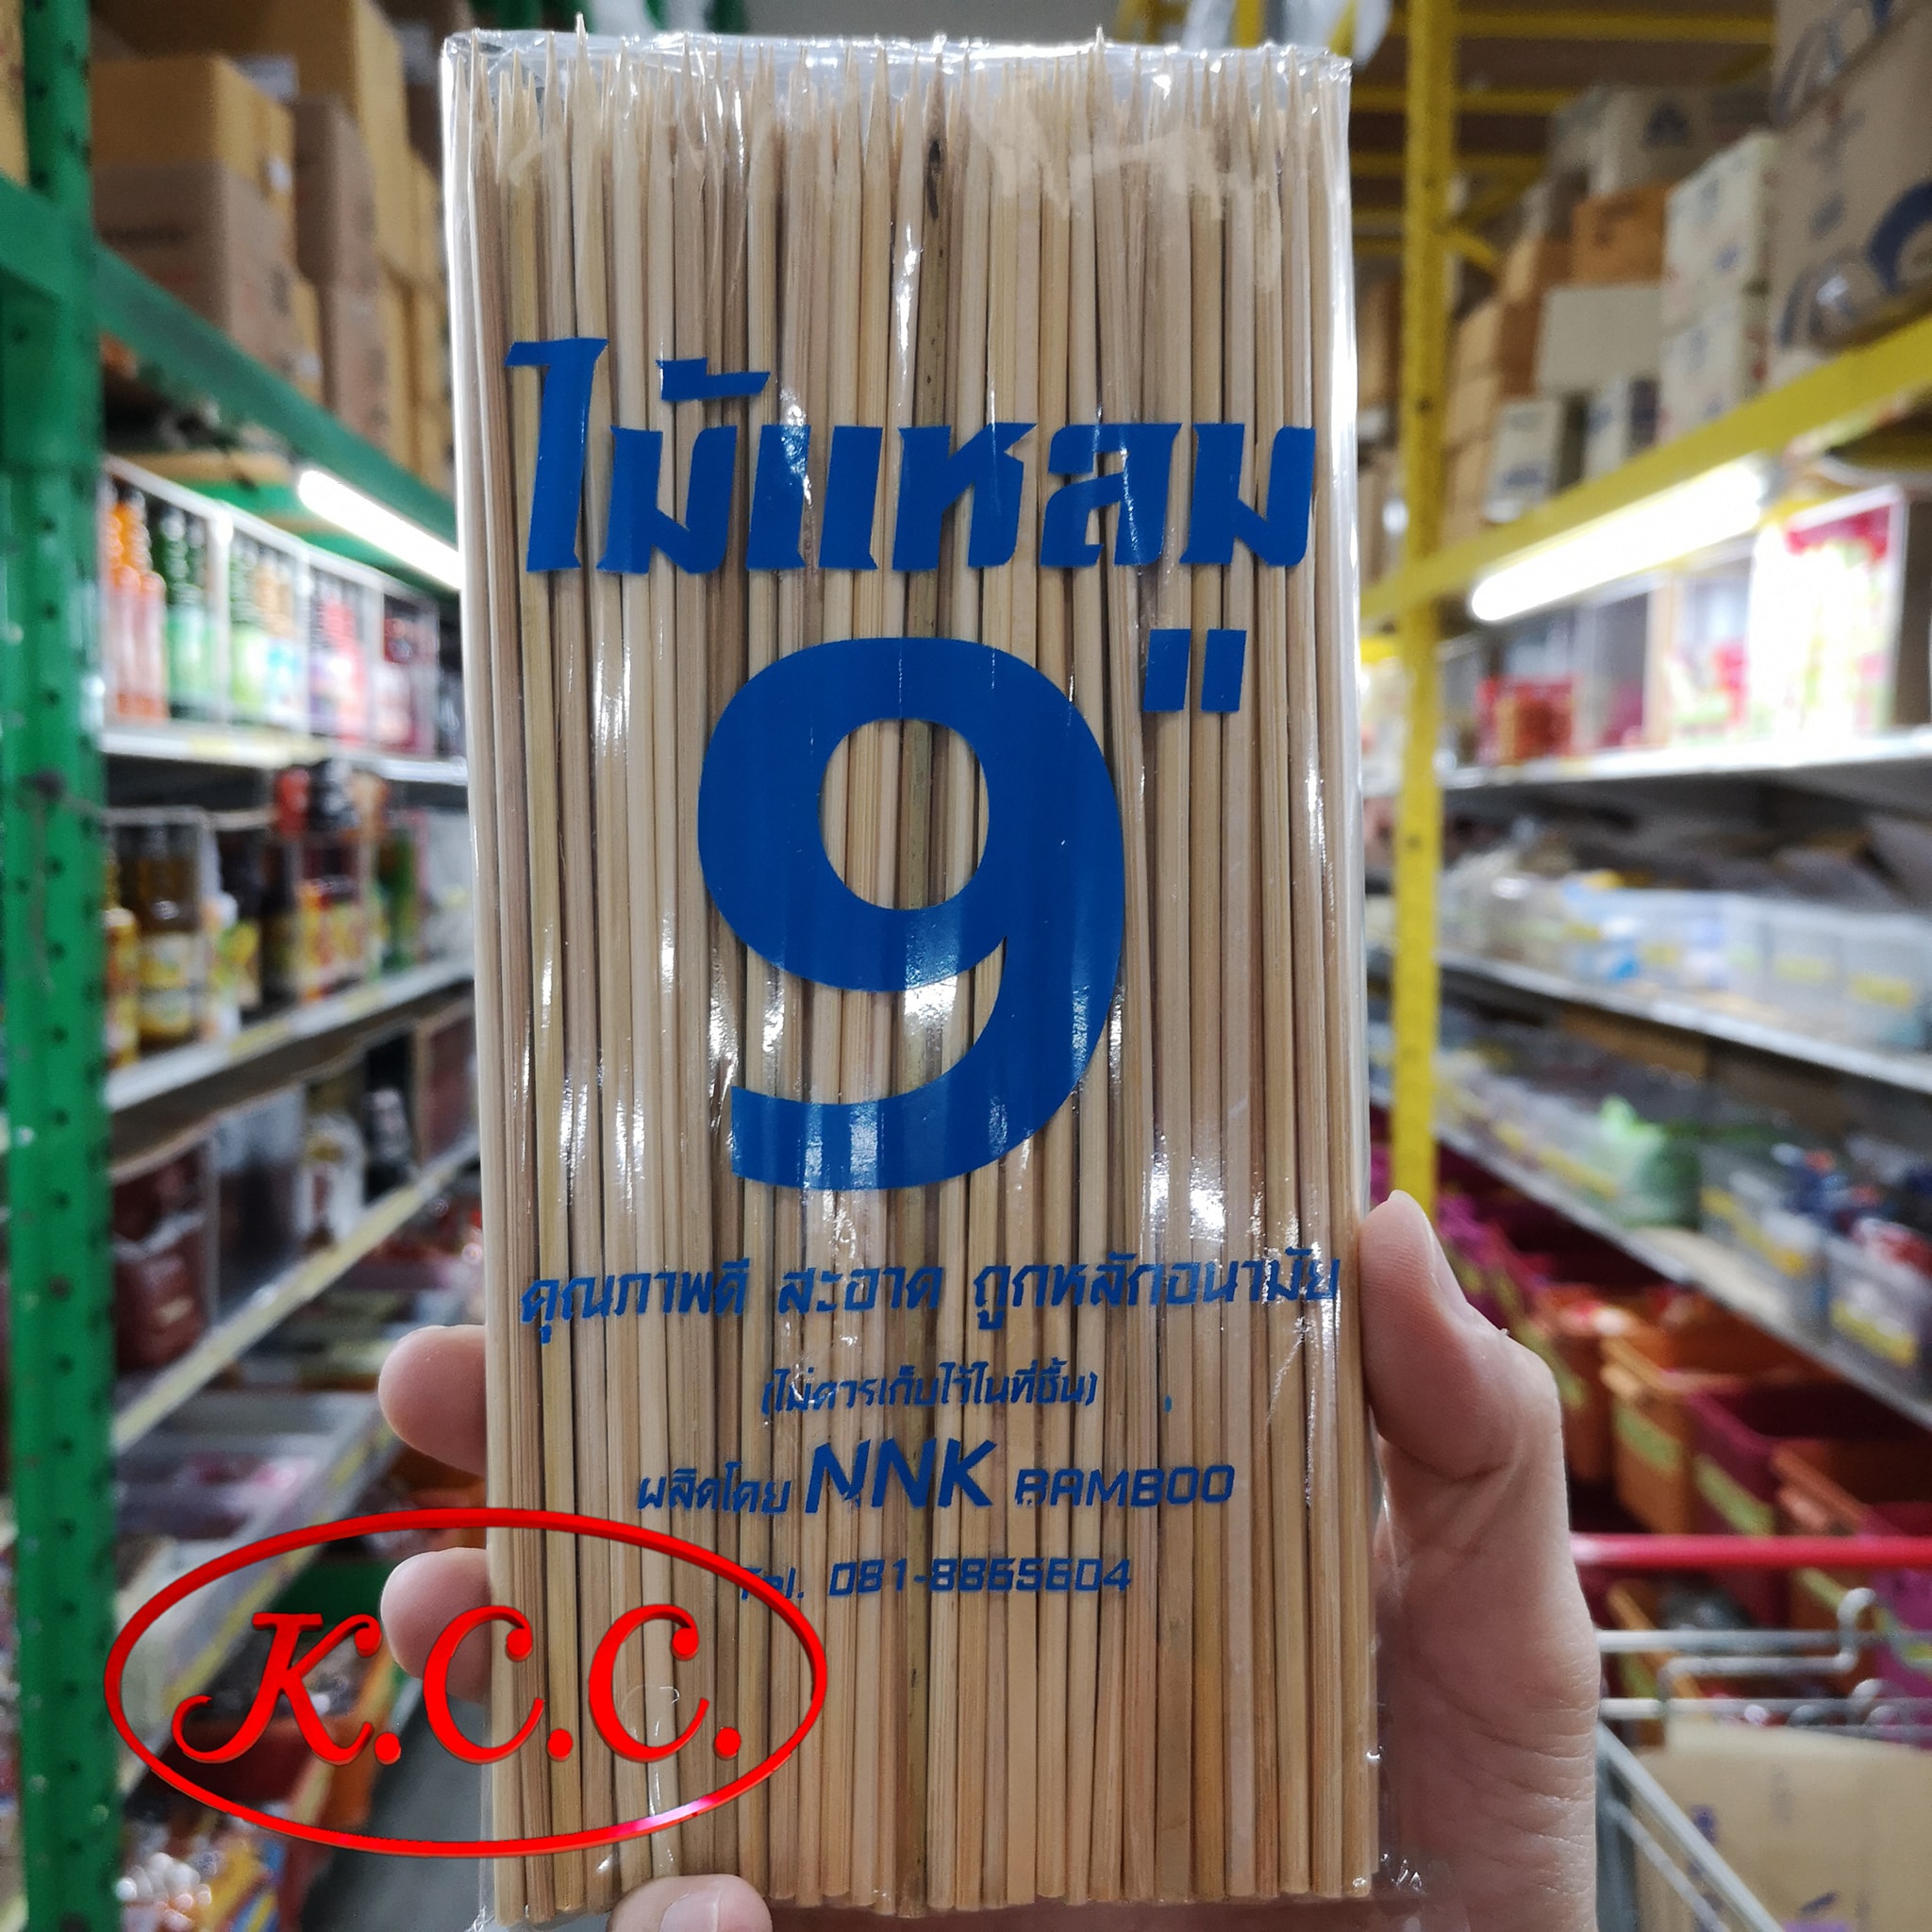 ไม้แหลม
9"
คุณภาพดี สะอาด ถูกหลักอนามัย
(ไม่ควรเก็บไว้ในที่ชื้น)
ผลิตโดย NNK BAMBOO
Tel. 081-8865604
K.C.C.